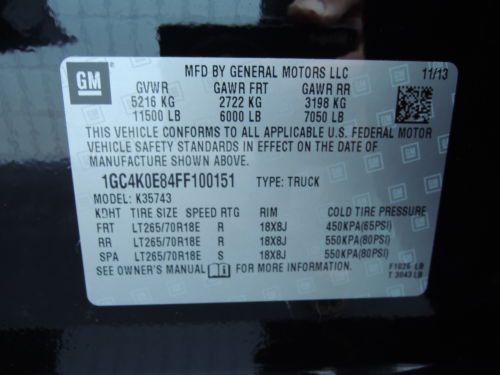 GM
MFD BY GENERAL MOTORS LLC 11/13
GVWR GAWR FRT GAWR RR
5216 KG 2722 KG 3198 KG
11500 LB 6000 LB 7050 LB
THIS VEHICLE CONFORMS TO ALL APPLICABLE U.S. FEDERAL MOTOR
VEHICLE SAFETY STANDARDS IN EFFECT ON THE DATE OF
MANUFACTURE SHOWN ABOVE.
1GC4K0E84FF100151 TYPE: TRUCK
MODEL: K35743
KDHT TIRE SIZE SPEED RTG RIM COLD TIRE PRESSURE
FRT LT265/70R18E R 18X8J 450KPA(65PSI)
RR LT265/70R18E R 18X8J 550KPA(80PSI)
SPA LT265/70R18E S 18X8J 550KPA(80PSI)
SEE OWNER'S MANUAL FOR MORE INFORMATION. F1026 LB
T 3043 LB